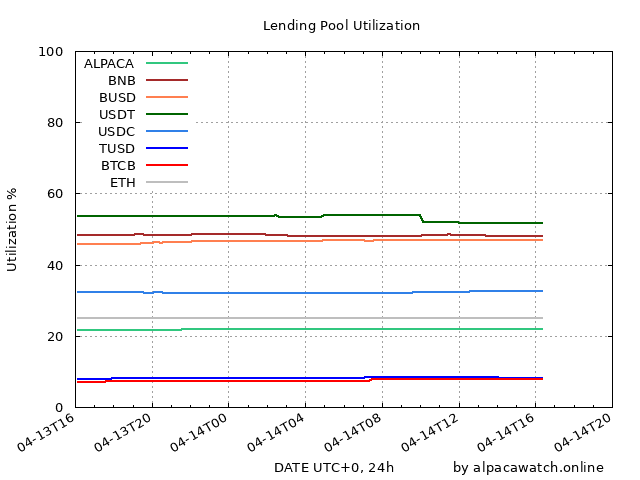 Lending Pool Utilization
Utilization %
100
80
60
40
20
0
ALPACA
BNB
BUSD
USDT
USDC
TUSD
BTCB
ETH
04-13T16
04-13T20
04-14T00
04-14T04
04-14T08
04-14T12
04-14T16
04-14T20
DATE UTC+0, 24h
by alpacawatch.online